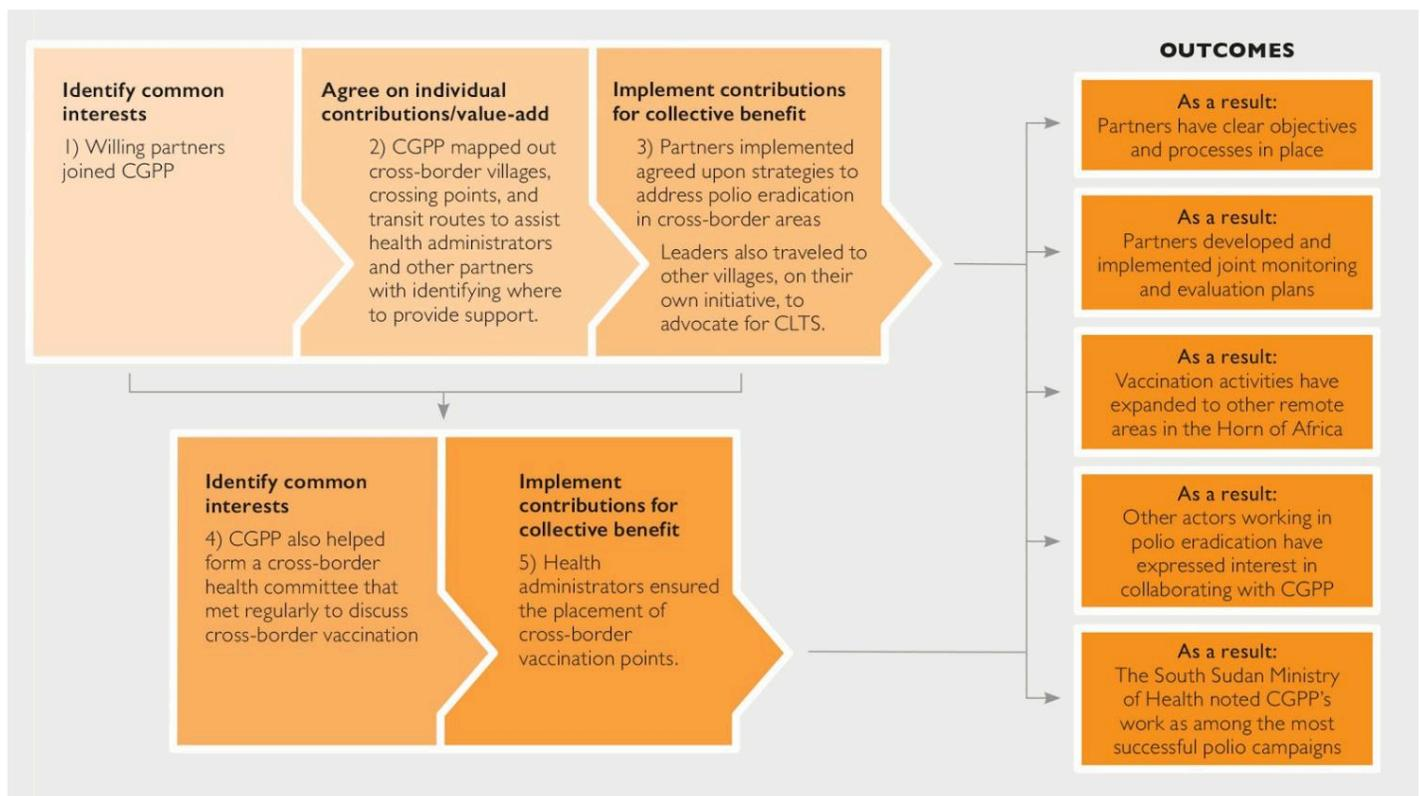 Identify common
interests
1) Willing partners
joined CGPP
Agree on individual
contributions/value-add
2) CGPP mapped out
cross-border villages,
crossing points, and
transit routes to assist
health administrators
and other partners
with identifying where
to provide support.
Implement contributions
for collective benefit
3) Partners implemented
agreed upon strategies to
address polio eradication
in cross-border areas
Leaders also traveled to
other villages, on their
own initiative, to
advocate for CLTS.
Identify common
interests
4) CGPP also helped
form a cross-border
health committee that
met regularly to discuss
cross-border vaccination
Implement
contributions for
collective benefit
5) Health
administrators ensured
the placement of
cross-border
vaccination points.
OUTCOMES
As a result:
Partners have clear objectives
and processes in place
As a result:
Partners developed and
implemented joint monitoring
and evaluation plans
As a result:
Vaccination activities have
expanded to other remote
areas in the Horn of Africa
As a result:
Other actors working in
polio eradication have
expressed interest in
collaborating with CGPP
As a result:
The South Sudan Ministry
of Health noted CGPP's
work as among the most
successful polio campaigns